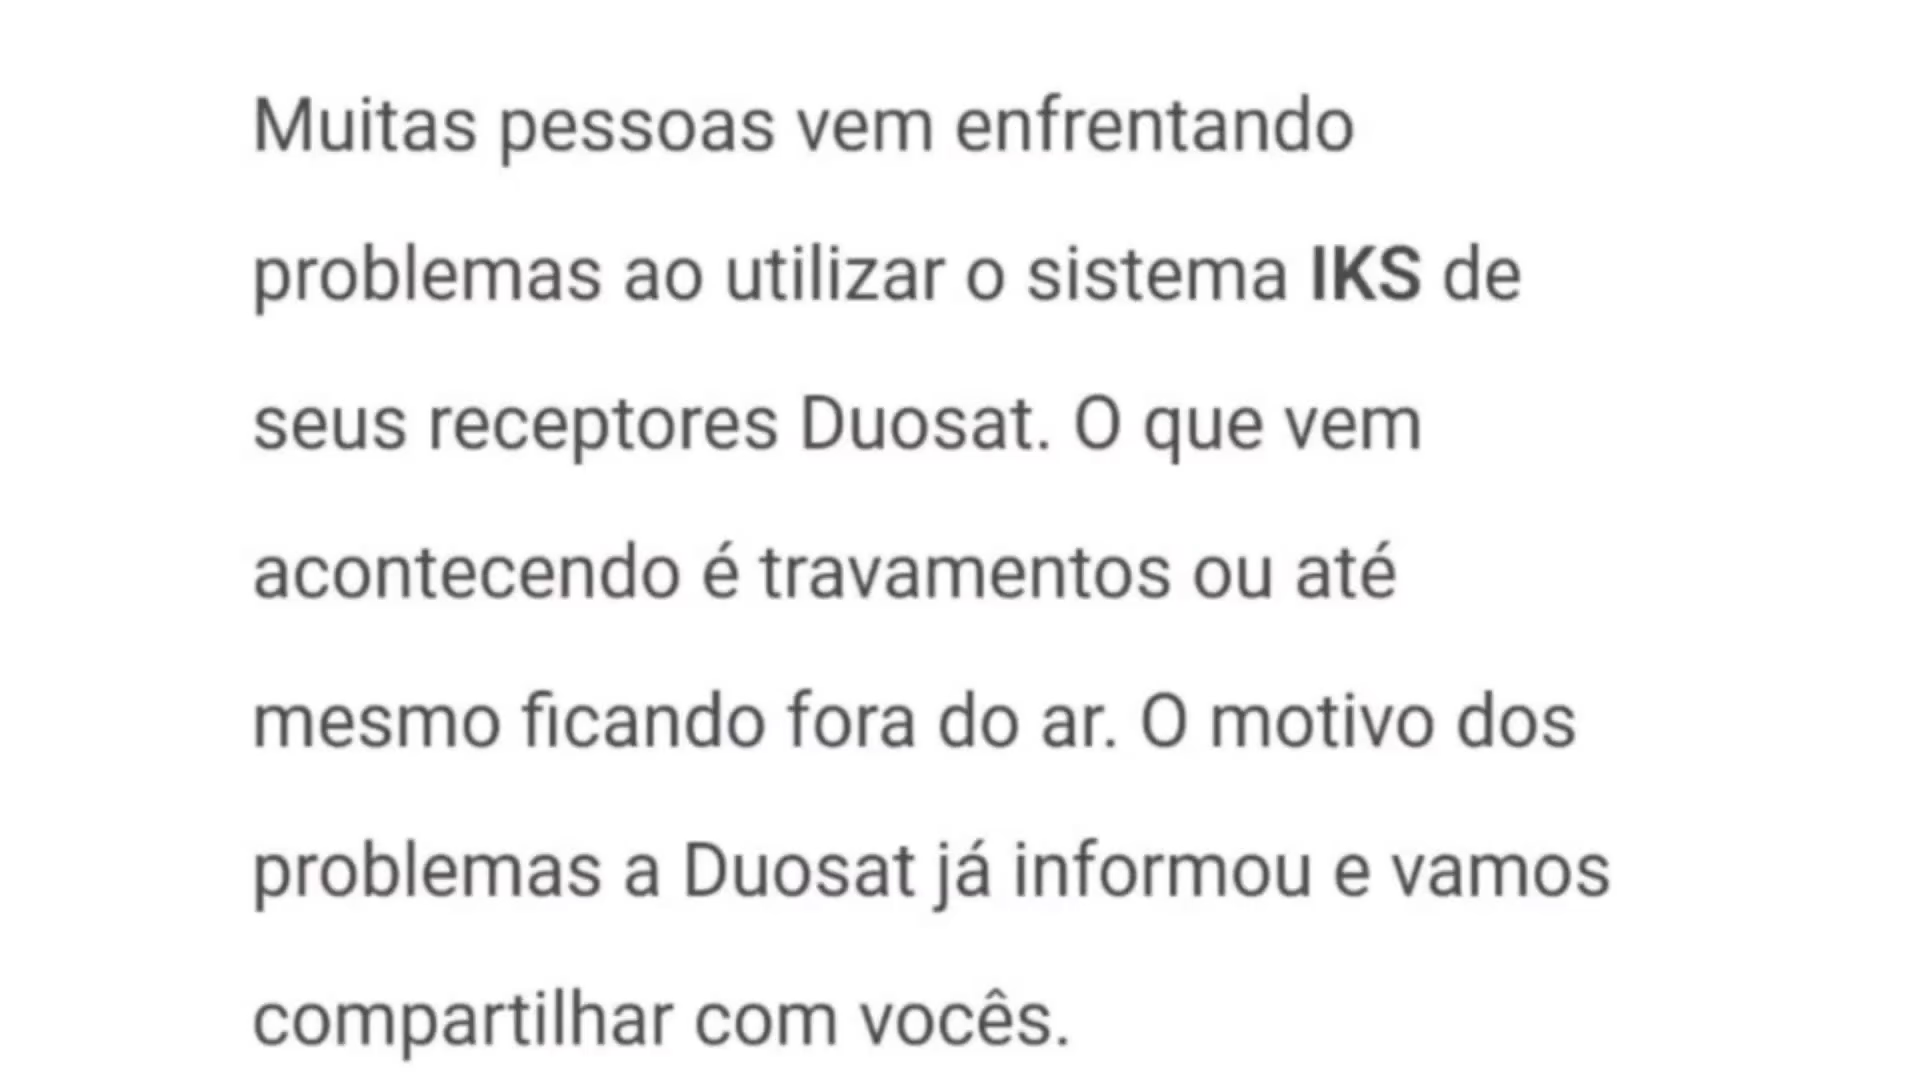 Muitas pessoas vem enfrentando
problemas ao utilizar o sistema IKS de
seus receptores Duosat. O que vem
acontecendo é travamentos ou até
mesmo ficando fora do ar. O motivo dos
problemas a Duosat já informou e vamos
compartilhar com vocês.